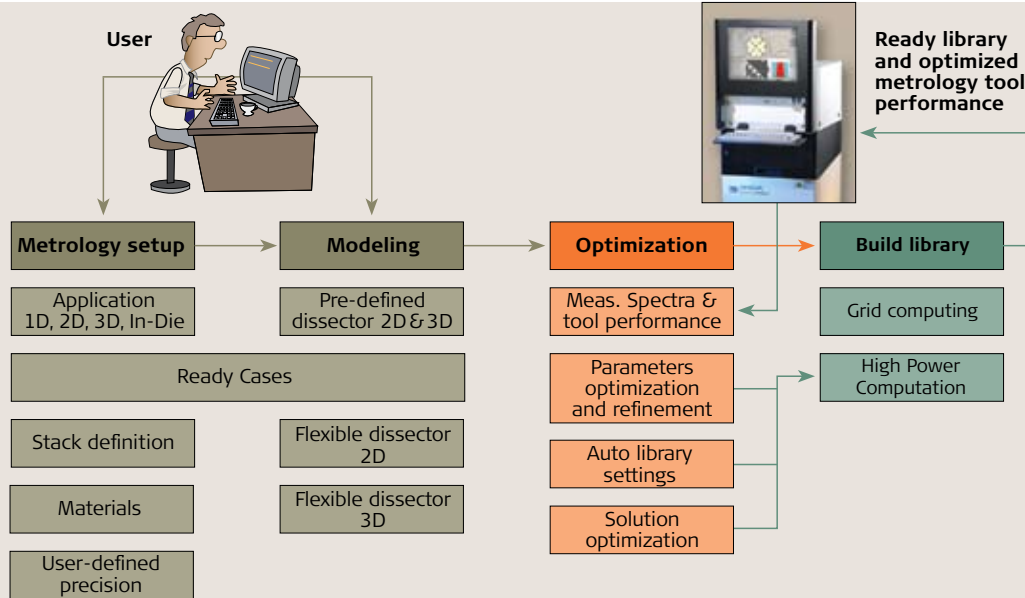 User
Ready library
and optimized
metrology tool
performance
Metrology setup
Modeling
Optimization
Build library
Application
1D, 2D, 3D, In-Die
Pre-defined
dissector 2D & 3D
Meas. Spectra &
tool performance
Grid computing
Ready Cases
Parameters
optimization
and refinement
High Power
Computation
Stack definition
Flexible dissector
2D
Auto library
settings
Materials
Flexible dissector
3D
Solution
optimization
User-defined
precision